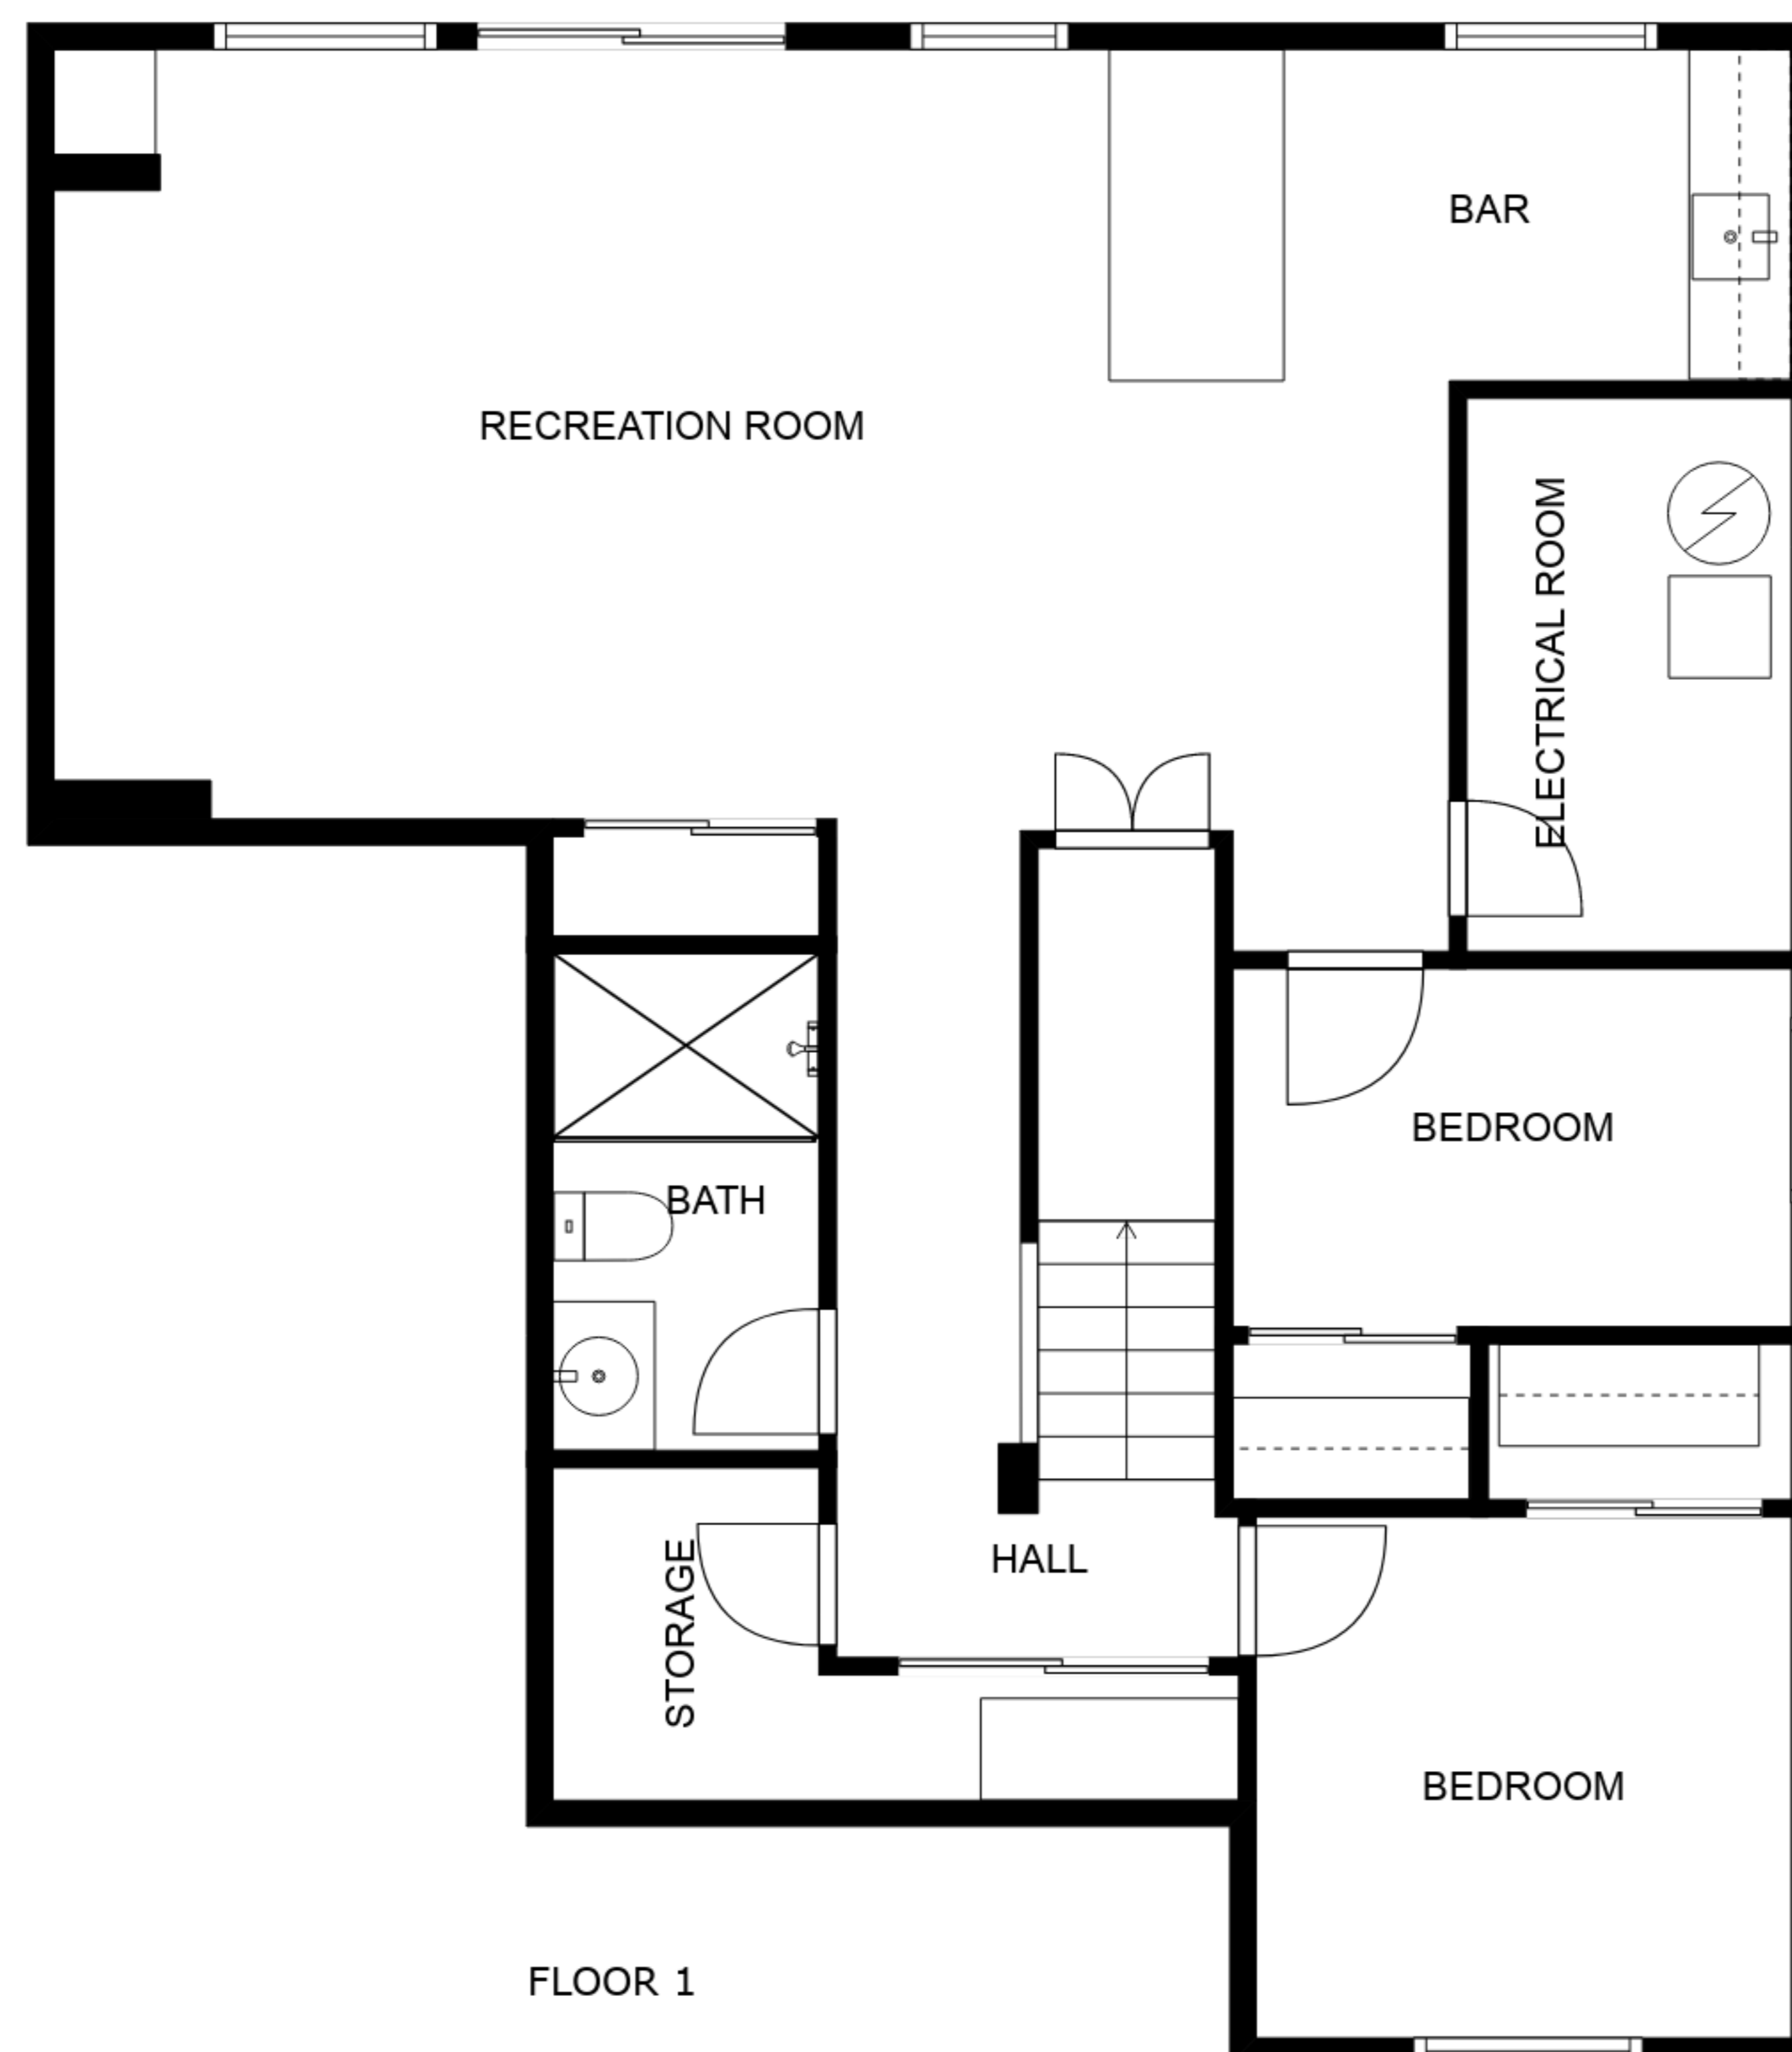 BAR
RECREATION ROOM
ELECTRICAL ROOM
BEDROOM
BATH
HALL
STORAGE
BEDROOM
FLOOR 1